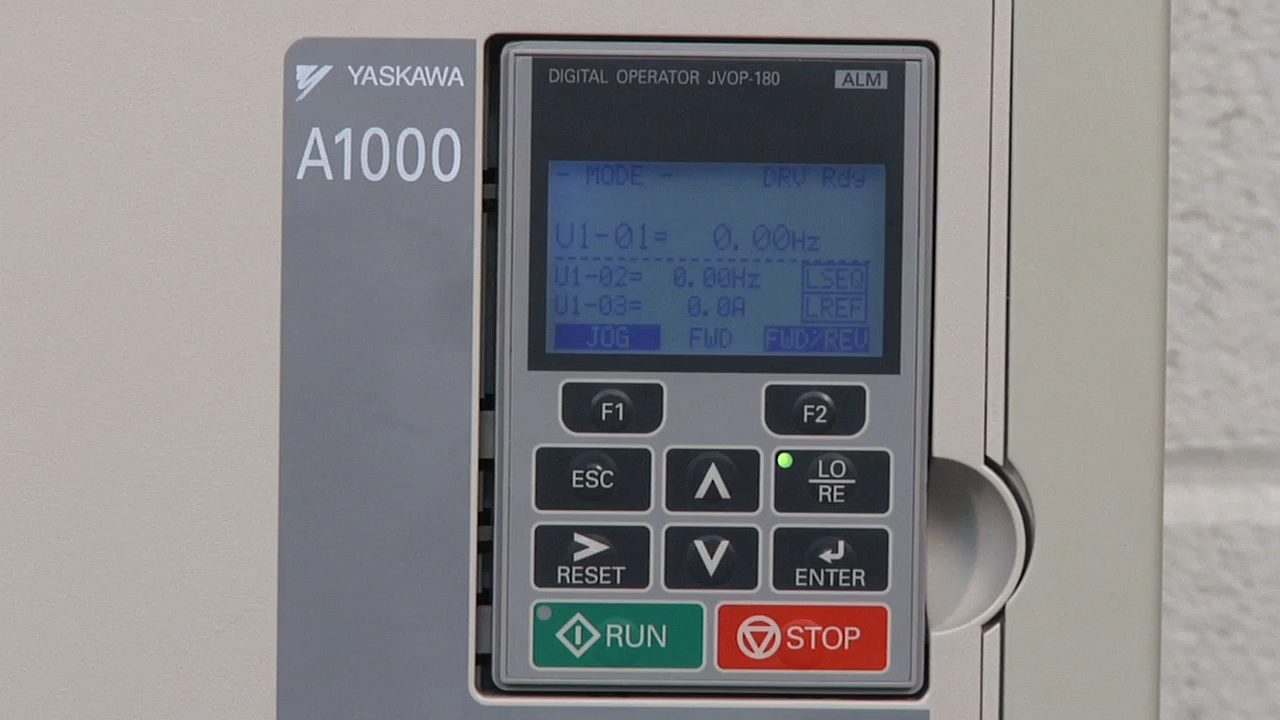 YASKAWA
A1000
DIGITAL OPERATOR JVOP-180 ALM
- MODE - DRV Rdy
U1-01= 0.00Hz
U1-02= 0.00Hz LSEQ
U1-03= 0.0A LREF
JOG FWD FWD/REV
F1 F2
ESC LO/RE
RESET ENTER
RUN STOP